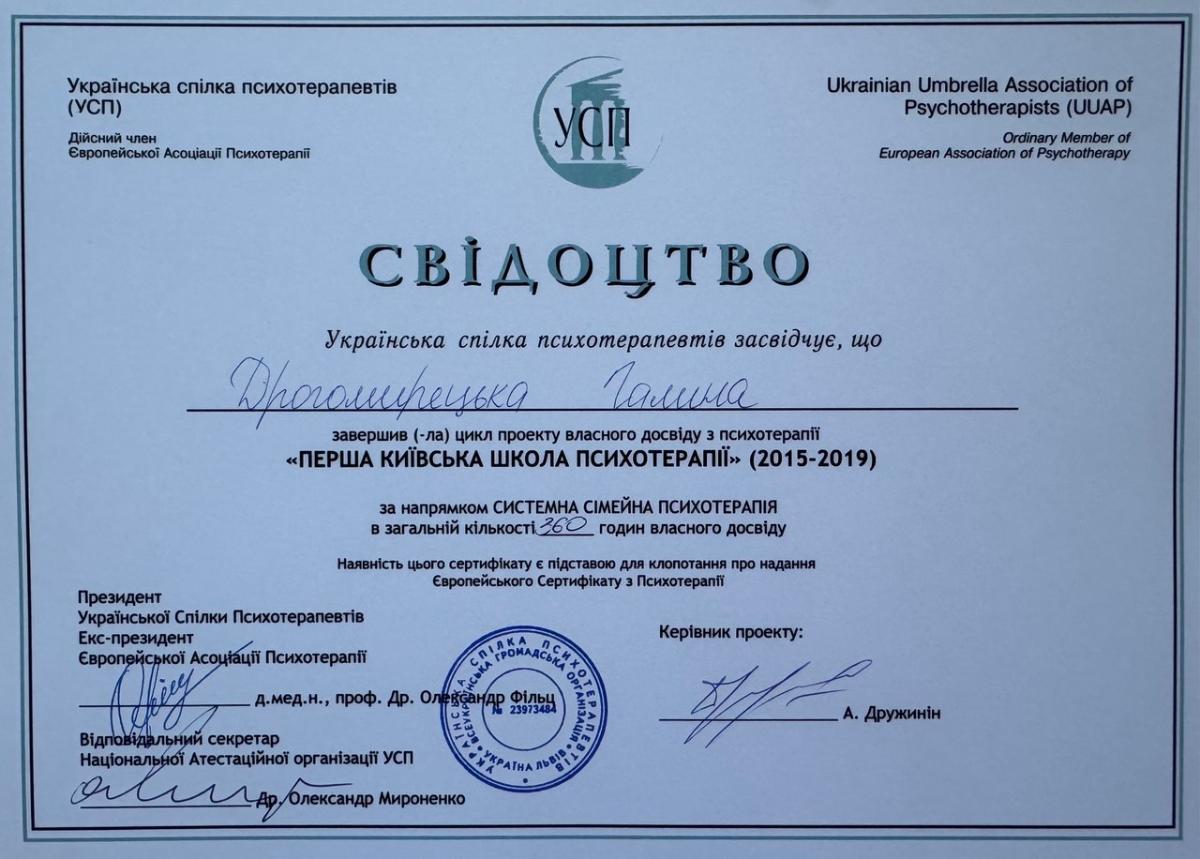 Українська спілка психотерапевтів
(УСП)
Дійсний член
Європейської Асоціації Психотерапії
УСП
Ukrainian Umbrella Association of
Psychotherapists (UUAP)
Ordinary Member of
European Association of Psychotherapy
СВІДОЦТВО
Українська спілка психотерапевтів засвідчує, що
Дрогомирецька Галина
завершив (-ла) цикл проекту власного досвіду з психотерапії
«ПЕРША КИЇВСЬКА ШКОЛА ПСИХОТЕРАПІЇ» (2015-2019)
за напрямком СИСТЕМНА СІМЕЙНА ПСИХОТЕРАПІЯ
в загальній кількості 360 годин власного досвіду
Наявність цього сертифікату є підставою для клопотання про надання
Європейського Сертифікату з Психотерапії
Президент
Української Спілки Психотерапевтів
Екс-президент
Європейської Асоціації Психотерапії
д.мед.н., проф. Др. Олександр Фільц
Відповідальний секретар
Національної Атестаційної організації УСП
Др. Олександр Мироненко
УКРАЇНСЬКА СПІЛКА ПСИХОТЕРАПЕВТІВ
ВСЕУКРАЇНСЬКА ГРОМАДСЬКА ОРГАНІЗАЦІЯ
№ 23973484
УКРАЇНА ЛЬВІВ
Керівник проекту:
А. Дружинін